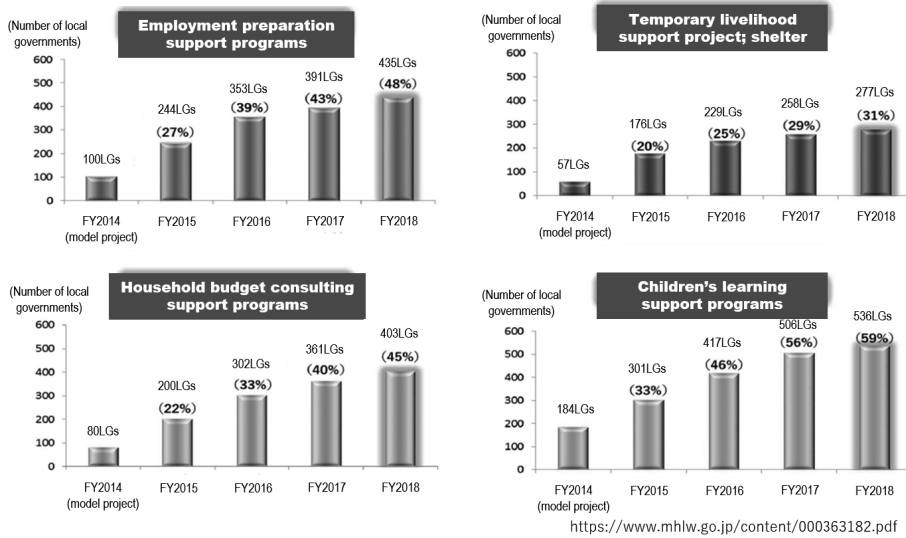 (Number of local
governments)
Employment preparation
support programs
600
500
400
300
200
100
0
100LGs
244LGs
(27%)
353LGs
(39%)
391LGs
(43%)
435LGs
(48%)
FY2014
(model project)
FY2015
FY2016
FY2017
FY2018
(Number of local
governments)
Temporary livelihood
support project; shelter
600
500
400
300
200
100
0
57LGs
176LGs
(20%)
229LGs
(25%)
258LGs
(29%)
277LGs
(31%)
FY2014
(model project)
FY2015
FY2016
FY2017
FY2018
(Number of local
governments)
Household budget consulting
support programs
600
500
400
300
200
100
0
80LGs
200LGs
(22%)
302LGs
(33%)
361LGs
(40%)
403LGs
(45%)
FY2014
(model project)
FY2015
FY2016
FY2017
FY2018
(Number of local
governments)
Children's learning
support programs
600
500
400
300
200
100
0
184LGs
301LGs
(33%)
417LGs
(46%)
506LGs
(56%)
536LGs
(59%)
FY2014
(model project)
FY2015
FY2016
FY2017
FY2018
https://www.mhlw.go.jp/content/000363182.pdf